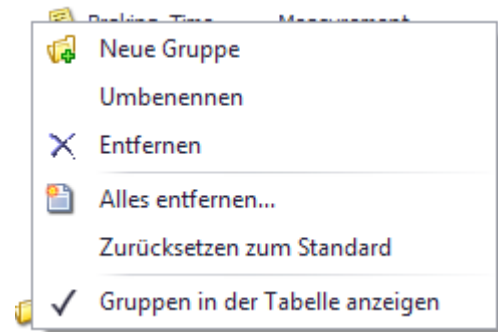 Neue Gruppe
Umbenennen
Entfernen
Alles entfernen...
Zurücksetzen zum Standard
Gruppen in der Tabelle anzeigen